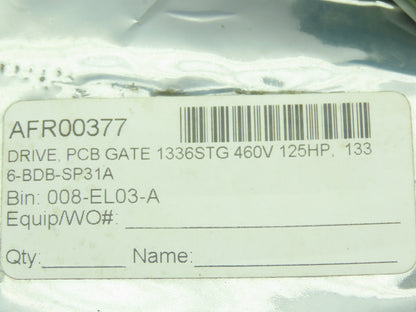 AFR00377
DRIVE, PCB GATE 1336STG 460V 125HP, 133
6-BDB-SP31A
Bin: 008-EL03-A
Equip/WO#:
Qty: Name: